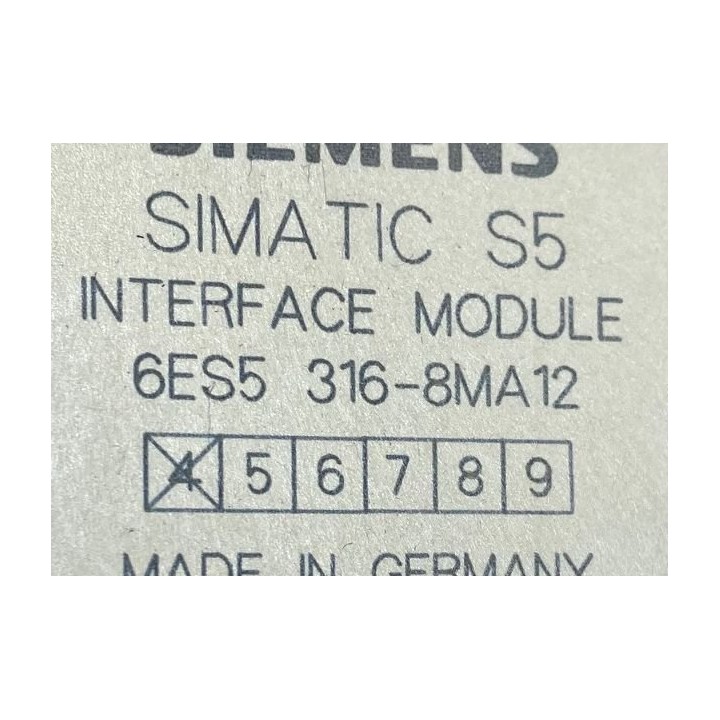 SIEMENS
SIMATIC S5
INTERFACE MODULE
6ES5 316-8MA12
4 5 6 7 8 9
MADE IN GERMANY